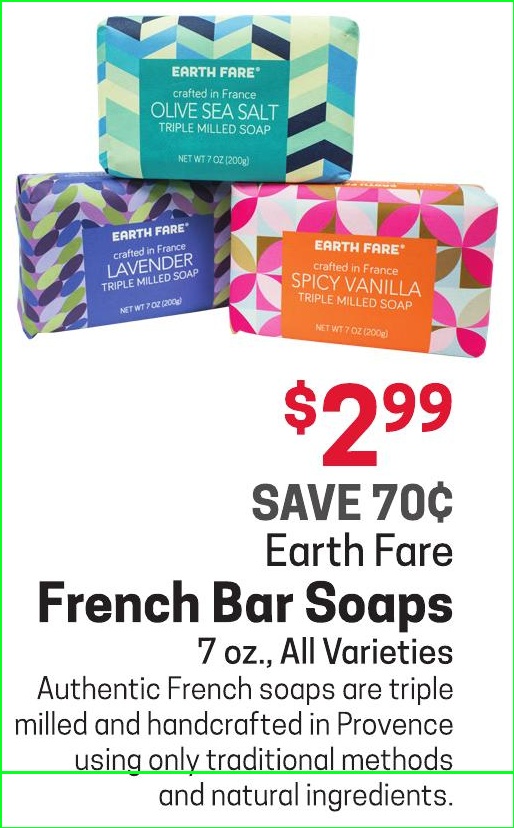 EARTH FARE®
crafted in France
OLIVE SEA SALT
TRIPLE MILLED SOAP
NET WT 7 OZ (200g)
EARTH FARE®
crafted in France
LAVENDER
TRIPLE MILLED SOAP
NET WT 7 OZ (200g)
EARTH FARE®
EARTH FARE®
crafted in France
SPICY VANILLA
TRIPLE MILLED SOAP
NET WT 7 OZ (200g)
$299
SAVE 70¢
Earth Fare
French Bar Soaps
7 oz., All Varieties
Authentic French soaps are triple
milled and handcrafted in Provence
using only traditional methods
and natural ingredients.